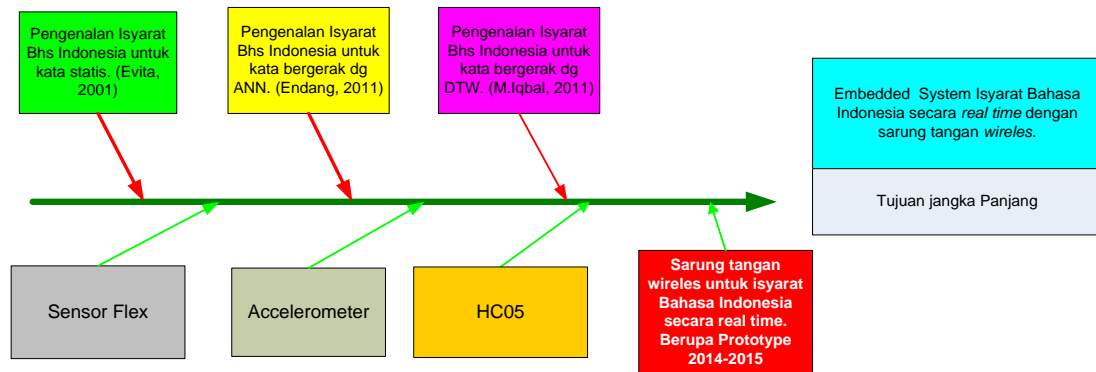 Pengenalan Isyarat
Bhs Indonesia untuk
kata statis. (Evita,
2001)
Pengenalan Isyarat
Bhs Indonesia untuk
kata bergerak dg
ANN. (Endang, 2011)
Pengenalan Isyarat
Bhs Indonesia untuk
kata bergerak dg
DTW. (M.Iqbal, 2011)
Embedded System Isyarat Bahasa
Indonesia secara real time dengan
sarung tangan wireles.
Tujuan jangka Panjang
Sensor Flex
Accelerometer
HC05
Sarung tangan
wireles untuk isyarat
Bahasa Indonesia
secara real time.
Berupa Prototype
2014-2015